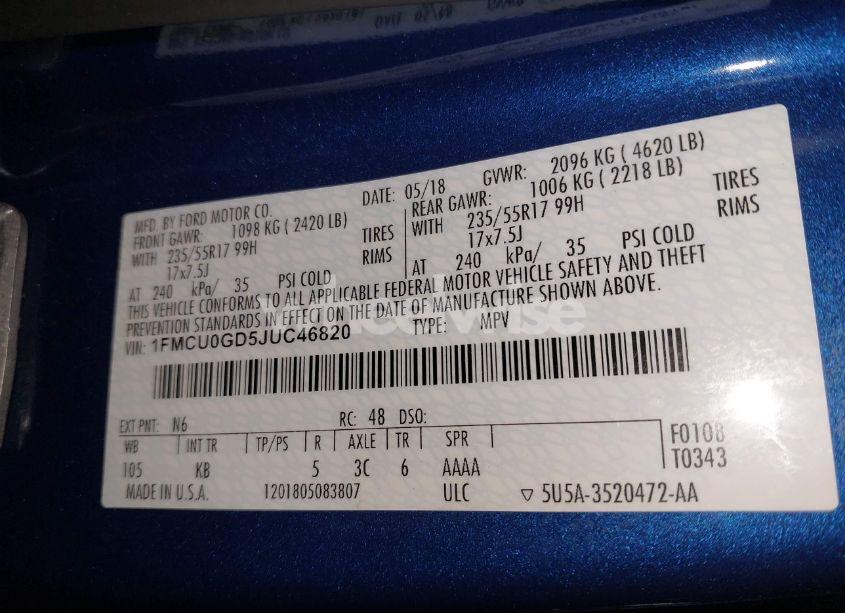 MFD. BY FORD MOTOR CO. DATE: 05/18 GVWR: 2096 KG ( 4620 LB)
FRONT GAWR: 1098 KG ( 2420 LB) REAR GAWR: 1006 KG ( 2218 LB)
WITH 235/55R17 99H TIRES WITH 235/55R17 99H TIRES
17x7.5J RIMS 17x7.5J RIMS
AT 240 kPa/ 35 PSI COLD AT 240 kPa/ 35 PSI COLD
THIS VEHICLE CONFORMS TO ALL APPLICABLE FEDERAL MOTOR VEHICLE SAFETY AND THEFT
PREVENTION STANDARDS IN EFFECT ON THE DATE OF MANUFACTURE SHOWN ABOVE.
VIN: 1FMCU0GD5JUC46820 TYPE: MPV
EXT PNT: N6 RC: 48 DSO:
WB INT TR TP/PS R AXLE TR SPR F0108
105 KB 5 3C 6 AAAA T0343
MADE IN U.S.A. 1201805083807 ULC ▽ 5U5A-3520472-AA